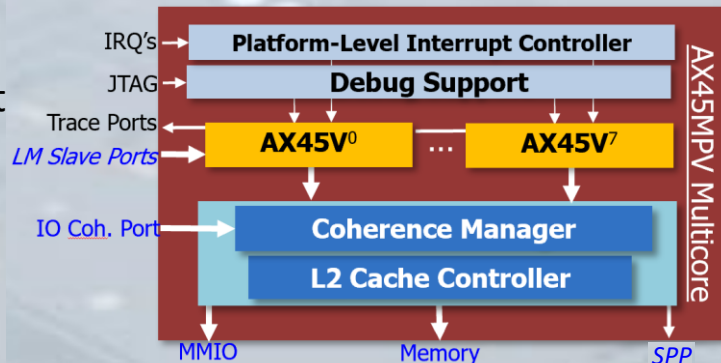 IRQ's
Platform-Level Interrupt Controller
JTAG
Debug Support
t
Trace Ports
LM Slave Ports
AX45V0
...
AX45V7
IO Coh. Port
Coherence Manager
L2 Cache Controller
MMIO
Memory
SPP
AX45MPV Multicore